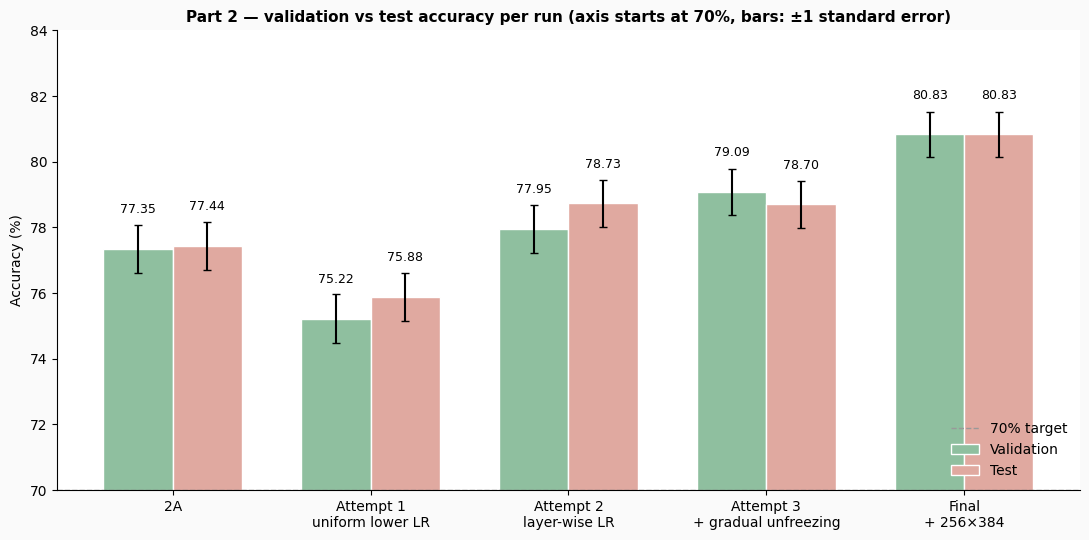 Part 2 — validation vs test accuracy per run (axis starts at 70%, bars: ±1 standard error)
Accuracy (%)
84
82
80
78
76
74
72
70
77.35
77.44
75.22
75.88
77.95
78.73
79.09
78.70
80.83
80.83
70% target
Validation
Test
2A
Attempt 1
uniform lower LR
Attempt 2
layer-wise LR
Attempt 3
+ gradual unfreezing
Final
+ 256×384